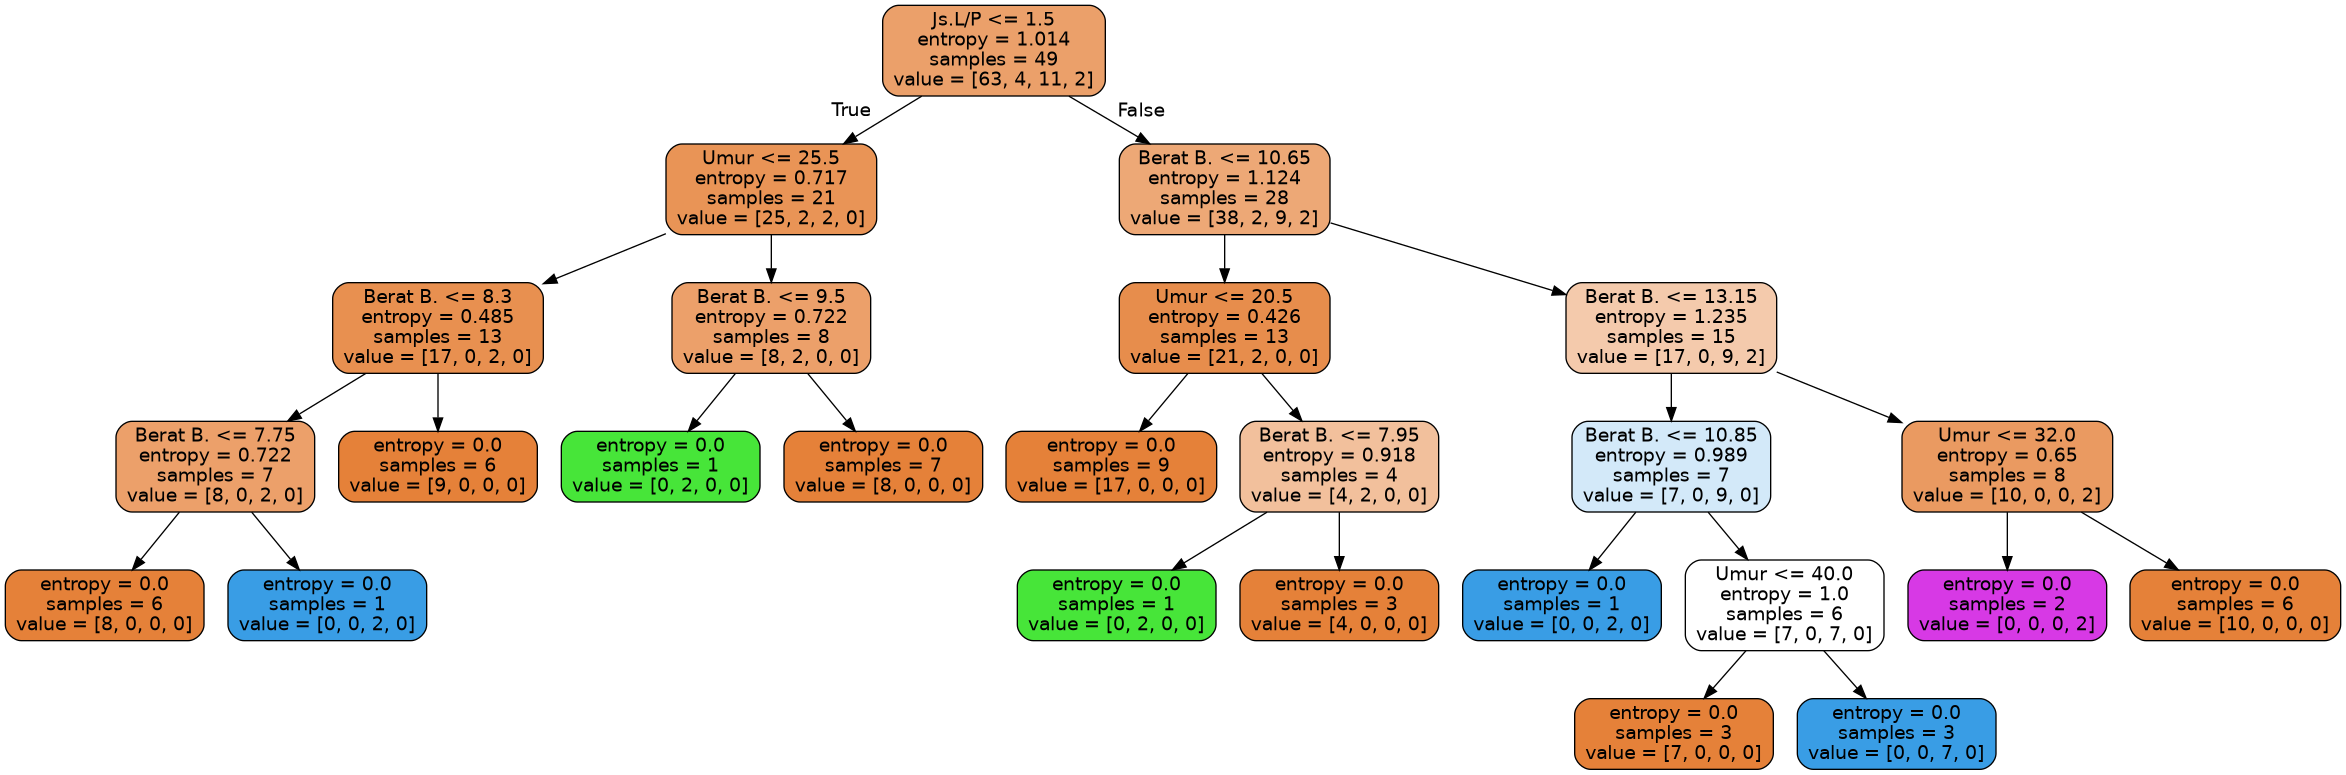 Js.L/P <= 1.5
entropy = 1.014
samples = 49
value = [63, 4, 11, 2]
True
False
Umur <= 25.5
entropy = 0.717
samples = 21
value = [25, 2, 2, 0]
Berat B. <= 10.65
entropy = 1.124
samples = 28
value = [38, 2, 9, 2]
Berat B. <= 8.3
entropy = 0.485
samples = 13
value = [17, 0, 2, 0]
Berat B. <= 9.5
entropy = 0.722
samples = 8
value = [8, 2, 0, 0]
Umur <= 20.5
entropy = 0.426
samples = 13
value = [21, 2, 0, 0]
Berat B. <= 13.15
entropy = 1.235
samples = 15
value = [17, 0, 9, 2]
Berat B. <= 7.75
entropy = 0.722
samples = 7
value = [8, 0, 2, 0]
entropy = 0.0
samples = 6
value = [9, 0, 0, 0]
entropy = 0.0
samples = 1
value = [0, 2, 0, 0]
entropy = 0.0
samples = 7
value = [8, 0, 0, 0]
entropy = 0.0
samples = 9
value = [17, 0, 0, 0]
Berat B. <= 7.95
entropy = 0.918
samples = 4
value = [4, 2, 0, 0]
Berat B. <= 10.85
entropy = 0.989
samples = 7
value = [7, 0, 9, 0]
Umur <= 32.0
entropy = 0.65
samples = 8
value = [10, 0, 0, 2]
entropy = 0.0
samples = 6
value = [8, 0, 0, 0]
entropy = 0.0
samples = 1
value = [0, 0, 2, 0]
entropy = 0.0
samples = 1
value = [0, 2, 0, 0]
entropy = 0.0
samples = 3
value = [4, 0, 0, 0]
entropy = 0.0
samples = 1
value = [0, 0, 2, 0]
Umur <= 40.0
entropy = 1.0
samples = 6
value = [7, 0, 7, 0]
entropy = 0.0
samples = 2
value = [0, 0, 0, 2]
entropy = 0.0
samples = 6
value = [10, 0, 0, 0]
entropy = 0.0
samples = 3
value = [7, 0, 0, 0]
entropy = 0.0
samples = 3
value = [0, 0, 7, 0]